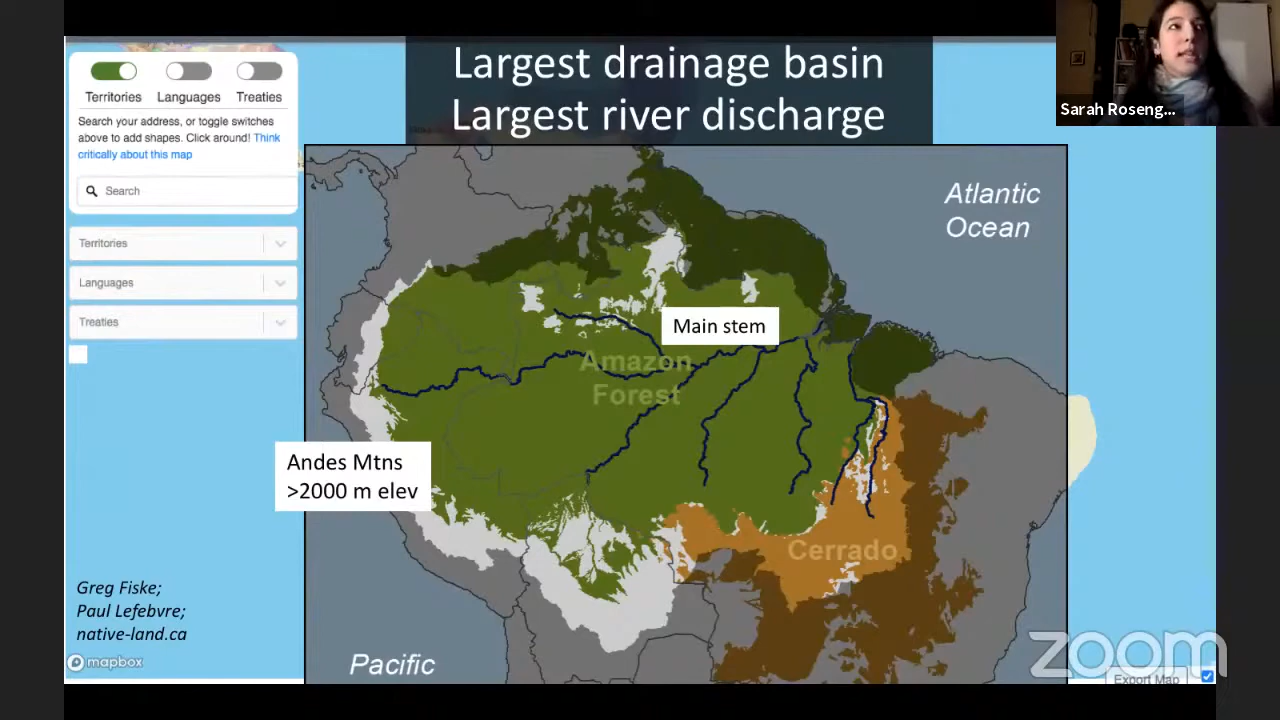 Largest drainage basin
Largest river discharge
Sarah Roseng...
Territories Languages Treaties
Search your address, or toggle switches
above to add shapes. Click around! Think
critically about this map
Search
Territories
Languages
Treaties
Atlantic
Ocean
Main stem
Amazon
Forest
Andes Mtns
>2000 m elev
Cerrado
Greg Fiske;
Paul Lefebvre;
native-land.ca
mapbox
Pacific
zoom
Export Map